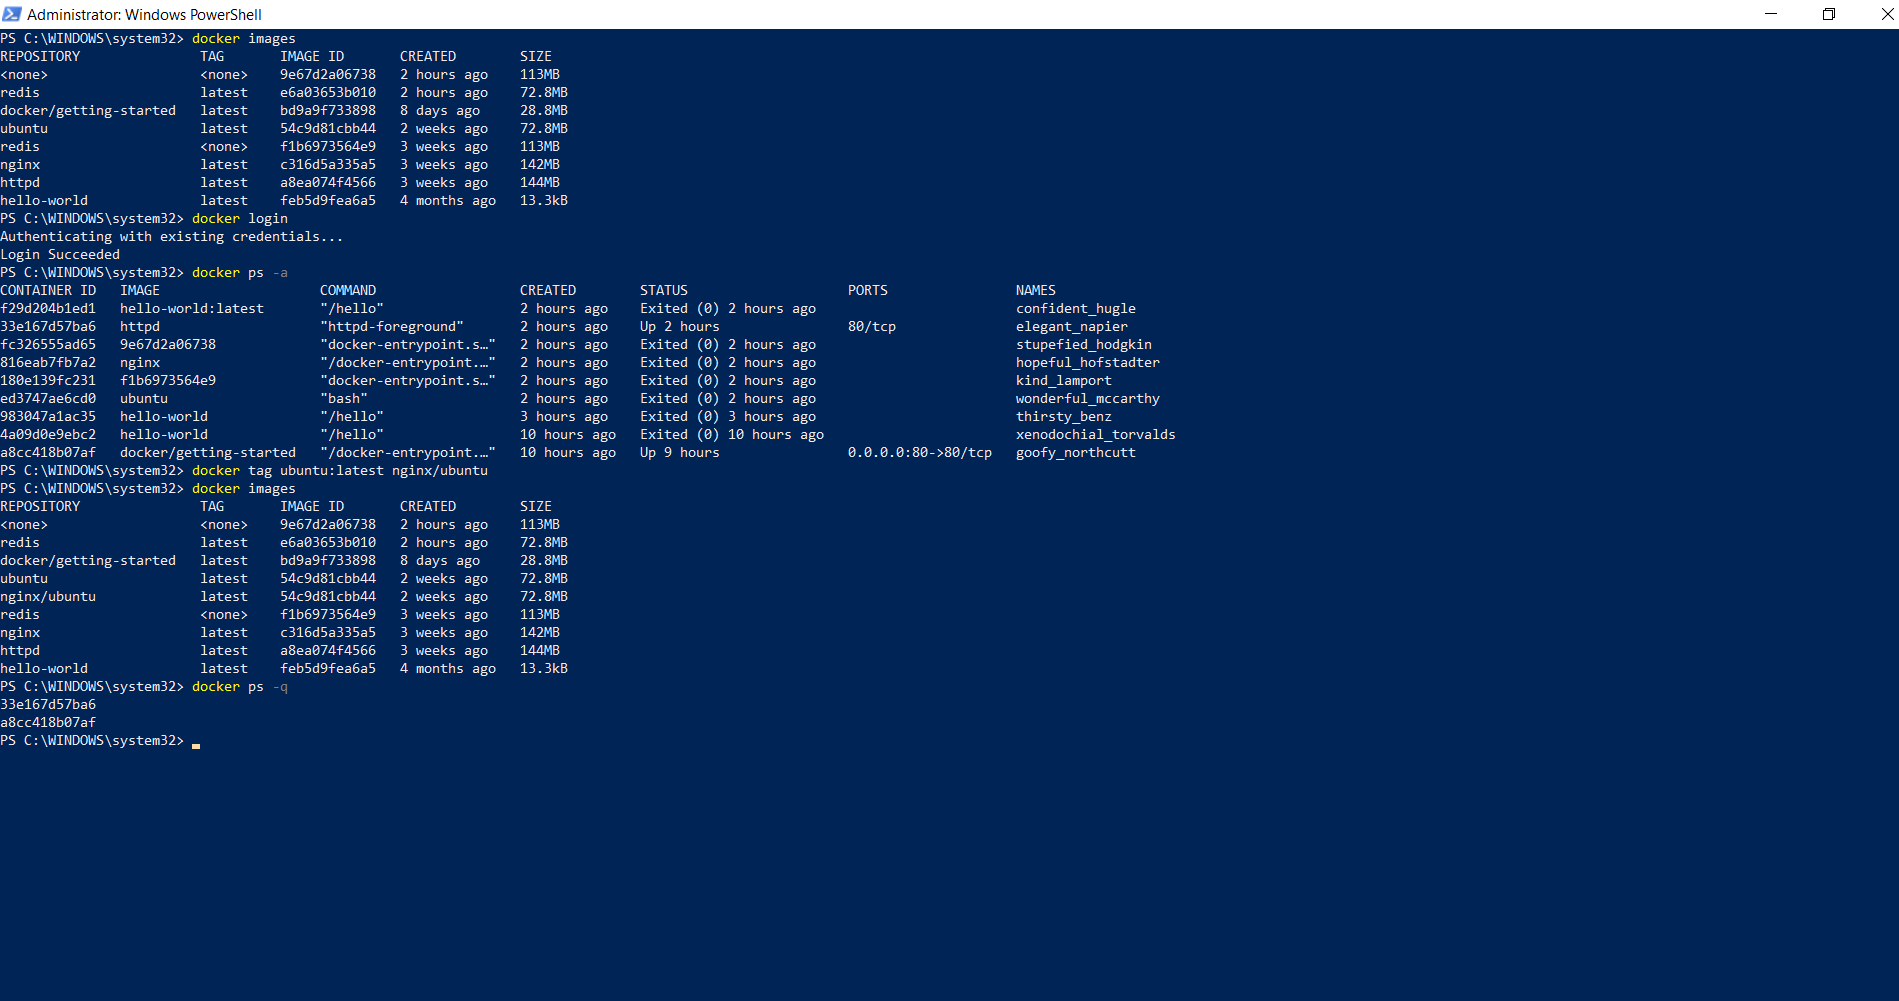 Administrator: Windows PowerShell
PS C:\WINDOWS\system32> docker images
REPOSITORY               TAG       IMAGE ID       CREATED        SIZE
<none>                   <none>    9e67d2a06738   2 hours ago    113MB
redis                    latest    e6a03653b010   2 hours ago    72.8MB
docker/getting-started   latest    bd9a9f733898   8 days ago     28.8MB
ubuntu                   latest    54c9d81cbb44   2 weeks ago    72.8MB
redis                    <none>    f1b6973564e9   3 weeks ago    113MB
nginx                    latest    c316d5a335a5   3 weeks ago    142MB
httpd                    latest    a8ea074f4566   3 weeks ago    144MB
hello-world              latest    feb5d9fea6a5   4 months ago   13.3kB
PS C:\WINDOWS\system32> docker login
Authenticating with existing credentials...
Login Succeeded
PS C:\WINDOWS\system32> docker ps -a
CONTAINER ID   IMAGE                    COMMAND                  CREATED        STATUS                    PORTS                NAMES
f29d204b1ed1   hello-world:latest       "/hello"                 2 hours ago    Exited (0) 2 hours ago                         confident_hugle
33e167d57ba6   httpd                    "httpd-foreground"       2 hours ago    Up 2 hours                80/tcp               elegant_napier
fc326555ad65   9e67d2a06738             "docker-entrypoint.s…"   2 hours ago    Exited (0) 2 hours ago                         stupefied_hodgkin
816eab7fb7a2   nginx                    "/docker-entrypoint.…"   2 hours ago    Exited (0) 2 hours ago                         hopeful_hofstadter
180e139fc231   f1b6973564e9             "docker-entrypoint.s…"   2 hours ago    Exited (0) 2 hours ago                         kind_lamport
ed3747ae6cd0   ubuntu                   "bash"                   2 hours ago    Exited (0) 2 hours ago                         wonderful_mccarthy
983047a1ac35   hello-world              "/hello"                 3 hours ago    Exited (0) 3 hours ago                         thirsty_benz
4a09d0e9ebc2   hello-world              "/hello"                 10 hours ago   Exited (0) 10 hours ago                        xenodochial_torvalds
a8cc418b07af   docker/getting-started   "/docker-entrypoint.…"   10 hours ago   Up 9 hours                0.0.0.0:80->80/tcp   goofy_northcutt
PS C:\WINDOWS\system32> docker tag ubuntu:latest nginx/ubuntu
PS C:\WINDOWS\system32> docker images
REPOSITORY               TAG       IMAGE ID       CREATED        SIZE
<none>                   <none>    9e67d2a06738   2 hours ago    113MB
redis                    latest    e6a03653b010   2 hours ago    72.8MB
docker/getting-started   latest    bd9a9f733898   8 days ago     28.8MB
ubuntu                   latest    54c9d81cbb44   2 weeks ago    72.8MB
nginx/ubuntu             latest    54c9d81cbb44   2 weeks ago    72.8MB
redis                    <none>    f1b6973564e9   3 weeks ago    113MB
nginx                    latest    c316d5a335a5   3 weeks ago    142MB
httpd                    latest    a8ea074f4566   3 weeks ago    144MB
hello-world              latest    feb5d9fea6a5   4 months ago   13.3kB
PS C:\WINDOWS\system32> docker ps -q
33e167d57ba6
a8cc418b07af
PS C:\WINDOWS\system32>